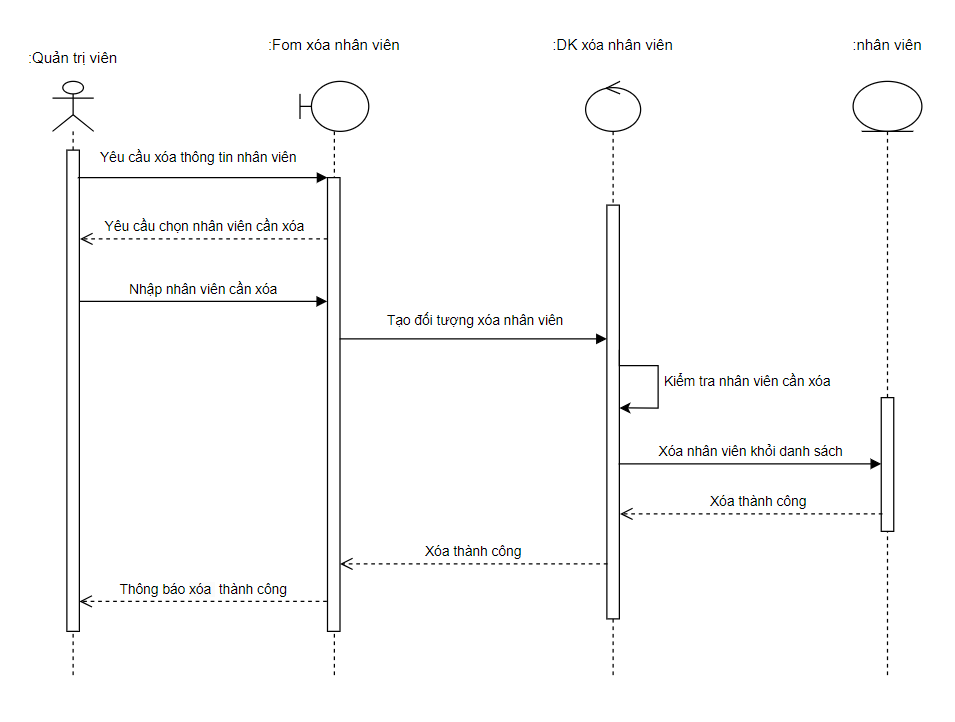 :Quản trị viên
:Fom xóa nhân viên
:DK xóa nhân viên
:nhân viên
Yêu cầu xóa thông tin nhân viên
Yêu cầu chọn nhân viên cần xóa
Nhập nhân viên cần xóa
Tạo đối tượng xóa nhân viên
Kiểm tra nhân viên cần xóa
Xóa nhân viên khỏi danh sách
Xóa thành công
Xóa thành công
Thông báo xóa  thành công